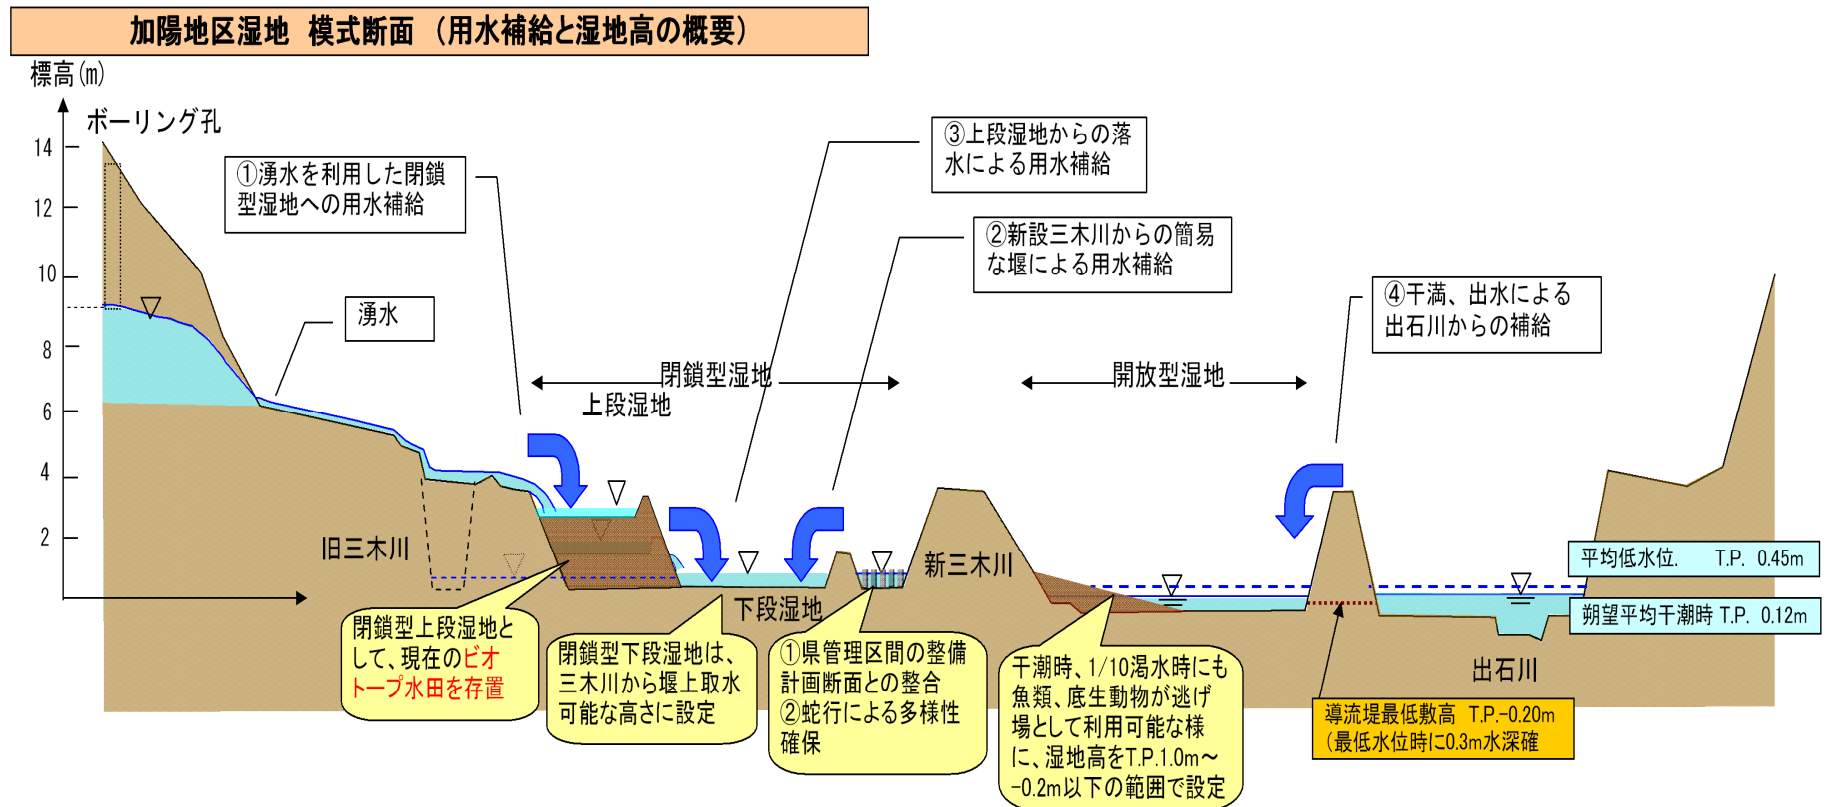 加陽地区湿地 模式断面 （用水補給と湿地高の概要）
標高(m)
ボーリング孔
14
12
10
8
6
4
2
①湧水を利用した閉鎖
型湿地への用水補給
湧水
③上段湿地からの落
水による用水補給
②新設三木川からの簡易
な堰による用水補給
④干満、出水による
出石川からの補給
閉鎖型湿地
上段湿地
開放型湿地
旧三木川
下段湿地
新三木川
出石川
平均低水位. T.P. 0.45m
朔望平均干潮時 T.P. 0.12m
閉鎖型上段湿地と
して、現在のビオ
トープ水田を存置
閉鎖型下段湿地は、
三木川から堰上取水
可能な高さに設定
①県管理区間の整備
計画断面との整合
②蛇行による多様性
確保
干潮時、1/10渇水時にも
魚類、底生動物が逃げ
場として利用可能な様
に、湿地高をT.P.1.0m～
-0.2m以下の範囲で設定
導流堤最低敷高 T.P.-0.20m
（最低水位時に0.3m水深確